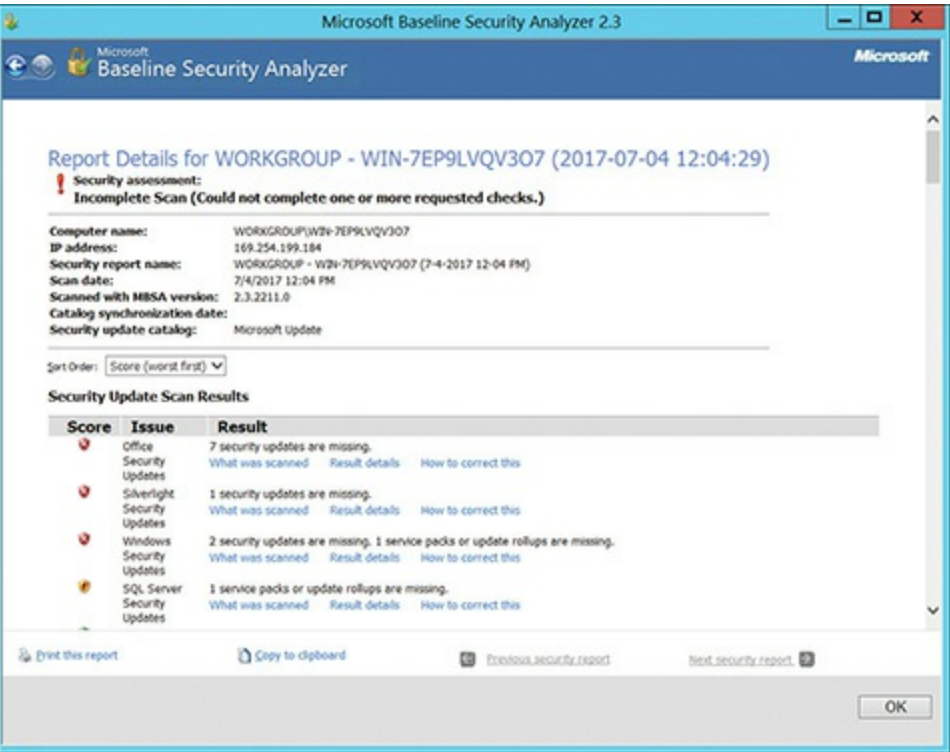 Microsoft Baseline Security Analyzer 2.3
Microsoft
Baseline Security Analyzer
Microsoft
Report Details for WORKGROUP - WIN-7EP9LVQV3O7 (2017-07-04 12:04:29)
Security assessment:
Incomplete Scan (Could not complete one or more requested checks.)
Computer name: WORKGROUP\WIN-7EP9LVQV3O7
IP address: 169.254.199.184
Security report name: WORKGROUP - WIN-7EP9LVQV3O7 (7-4-2017 12-04 PM)
Scan date: 7/4/2017 12:04 PM
Scanned with MBSA version: 2.3.2211.0
Catalog synchronization date:
Security update catalog: Microsoft Update
Sort Order: Score (worst first)
Security Update Scan Results
Score Issue Result
Office 7 security updates are missing.
Security What was scanned Result details How to correct this
Updates
Silverlight 1 security updates are missing.
Security What was scanned Result details How to correct this
Updates
Windows 2 security updates are missing. 1 service packs or update rollups are missing.
Security What was scanned Result details How to correct this
Updates
SQL Server 1 service packs or update rollups are missing.
Security What was scanned Result details How to correct this
Updates
Print this report Copy to clipboard Previous security report Next security report
OK